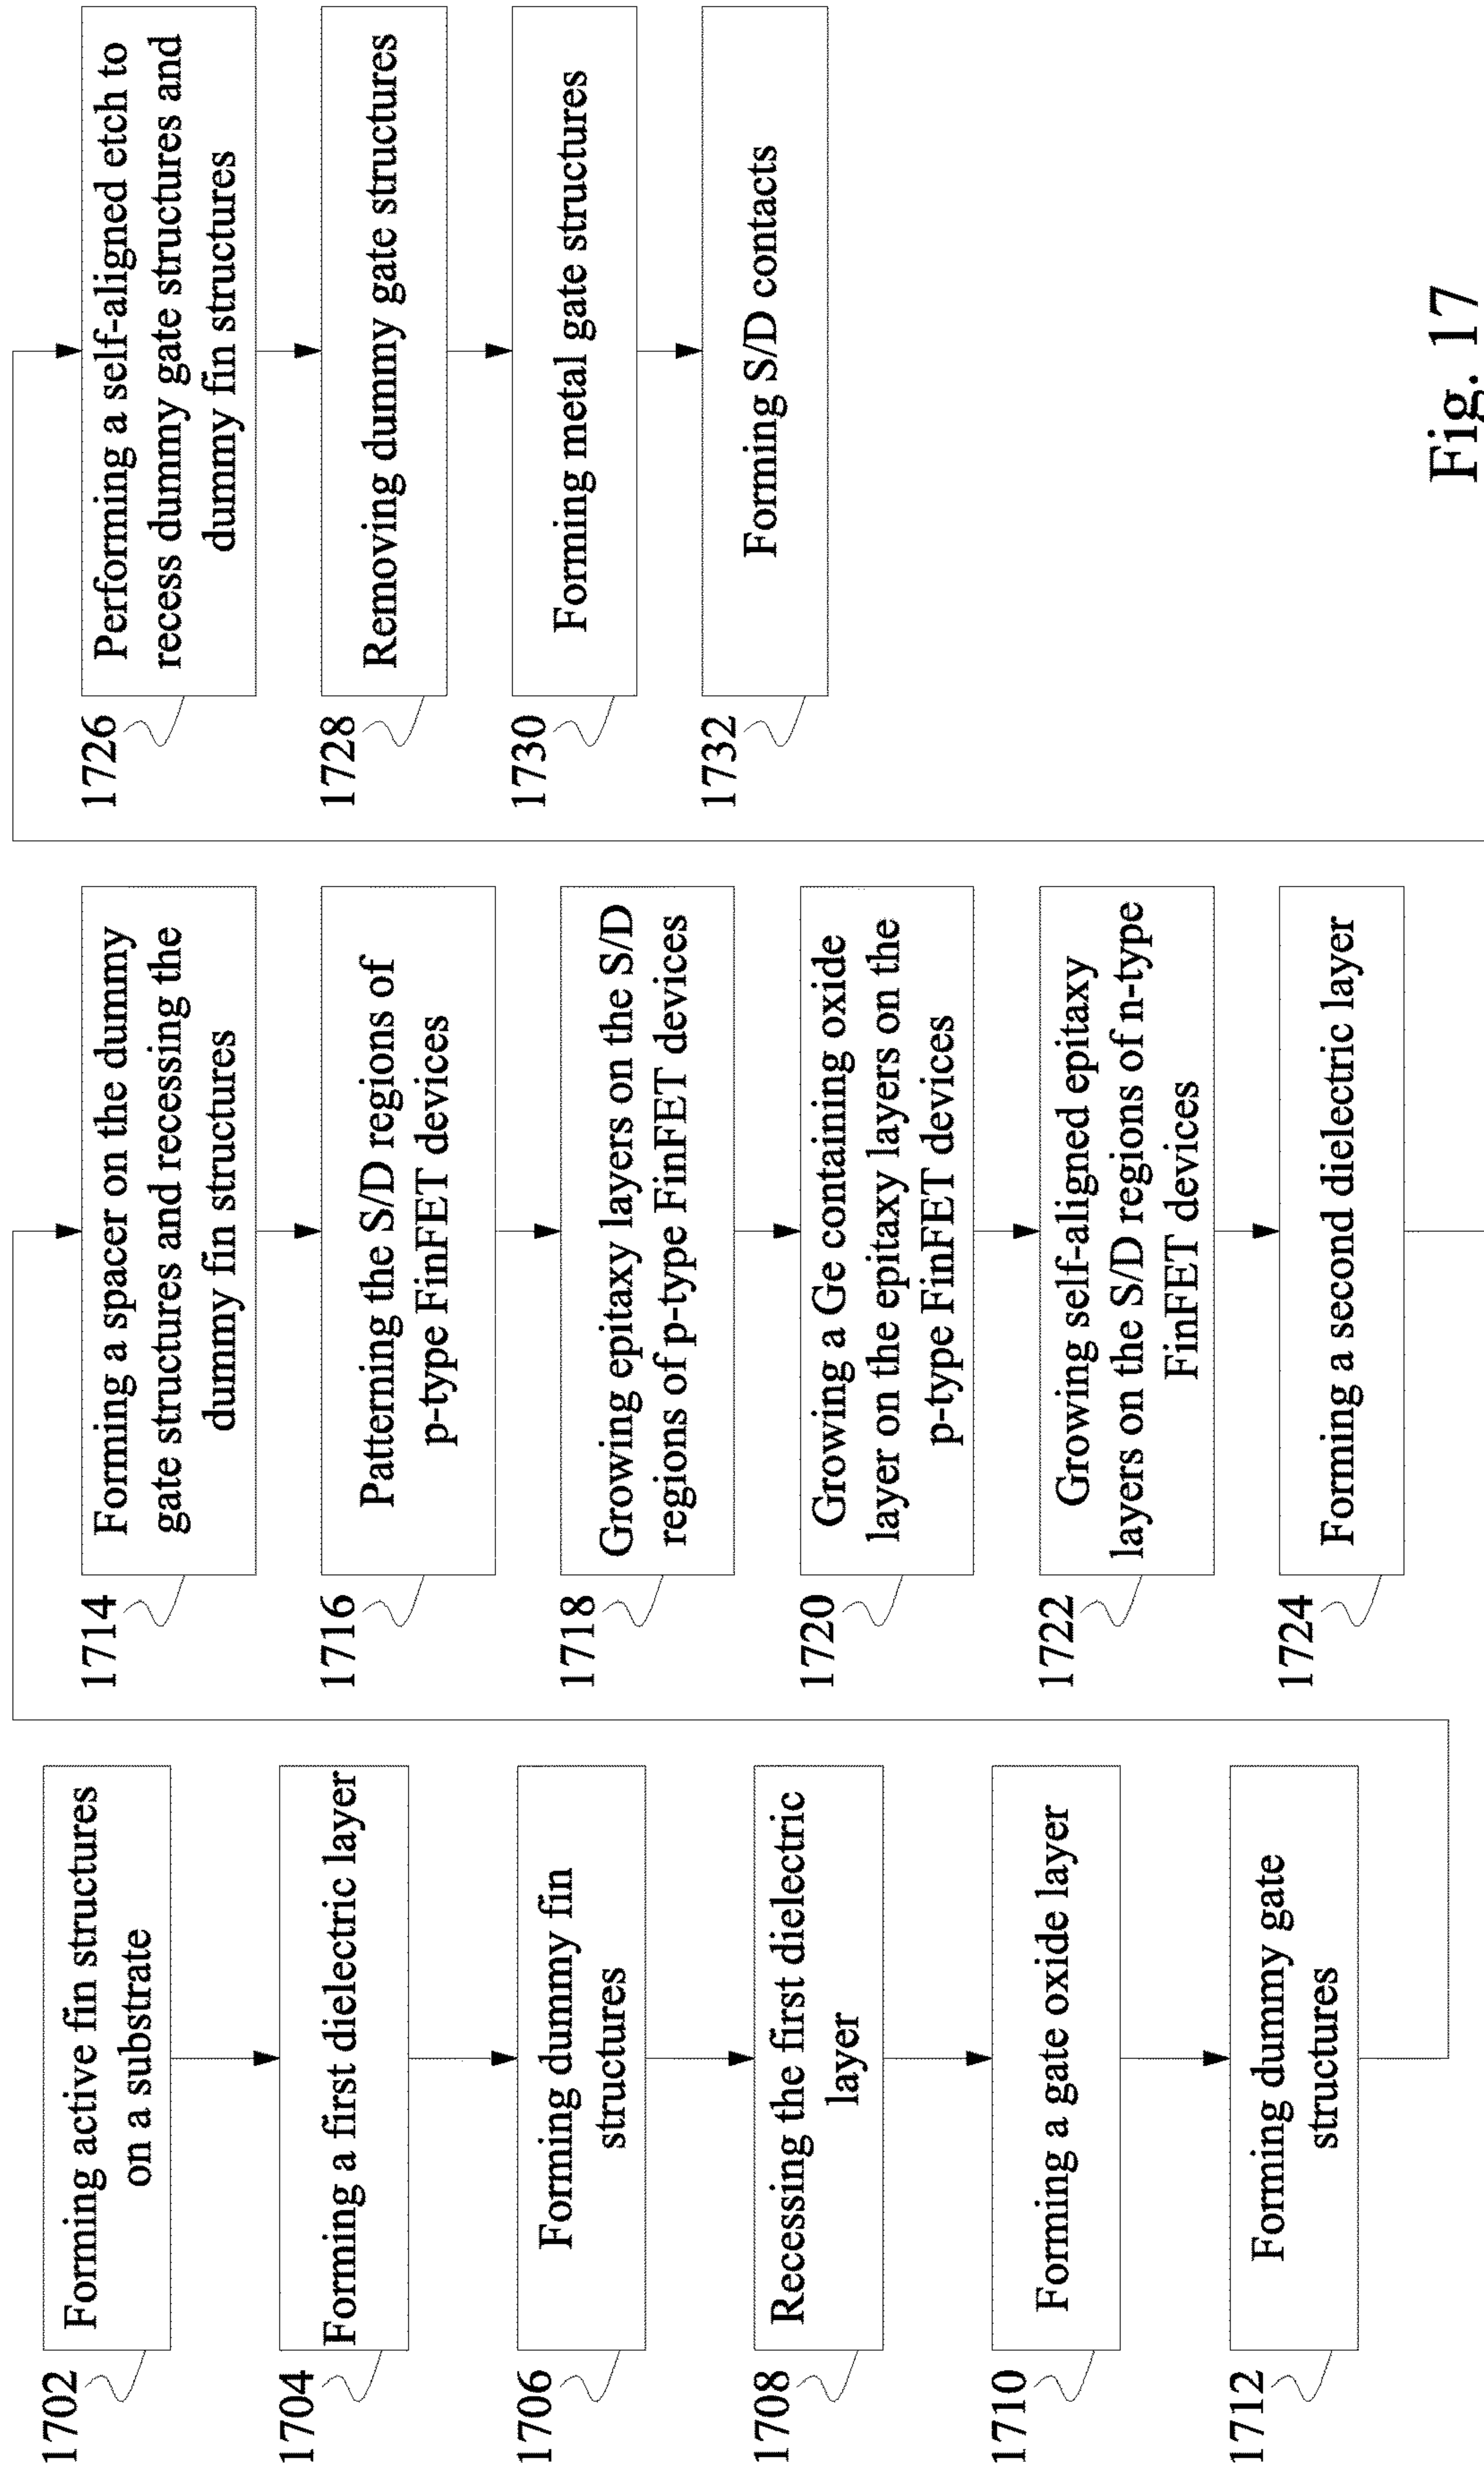 1702
Forming active fin structures
on a substrate
1704
Forming a first dielectric layer
1706
Forming dummy fin
structures
1708
Recessing the first dielectric
layer
1710
Forming a gate oxide layer
1712
Forming dummy gate
structures
1714
Forming a spacer on the dummy
gate structures and recessing the
dummy fin structures
1716
Patterning the S/D regions of
p-type FinFET devices
1718
Growing epitaxy layers on the S/D
regions of p-type FinFET devices
1720
Growing a Ge containing oxide
layer on the epitaxy layers on the
p-type FinFET devices
1722
Growing self-aligned epitaxy
layers on the S/D regions of n-type
FinFET devices
1724
Forming a second dielectric layer
1726
Performing a self-aligned etch to
recess dummy gate structures and
dummy fin structures
1728
Removing dummy gate structures
1730
Forming metal gate structures
1732
Forming S/D contacts
Fig. 17